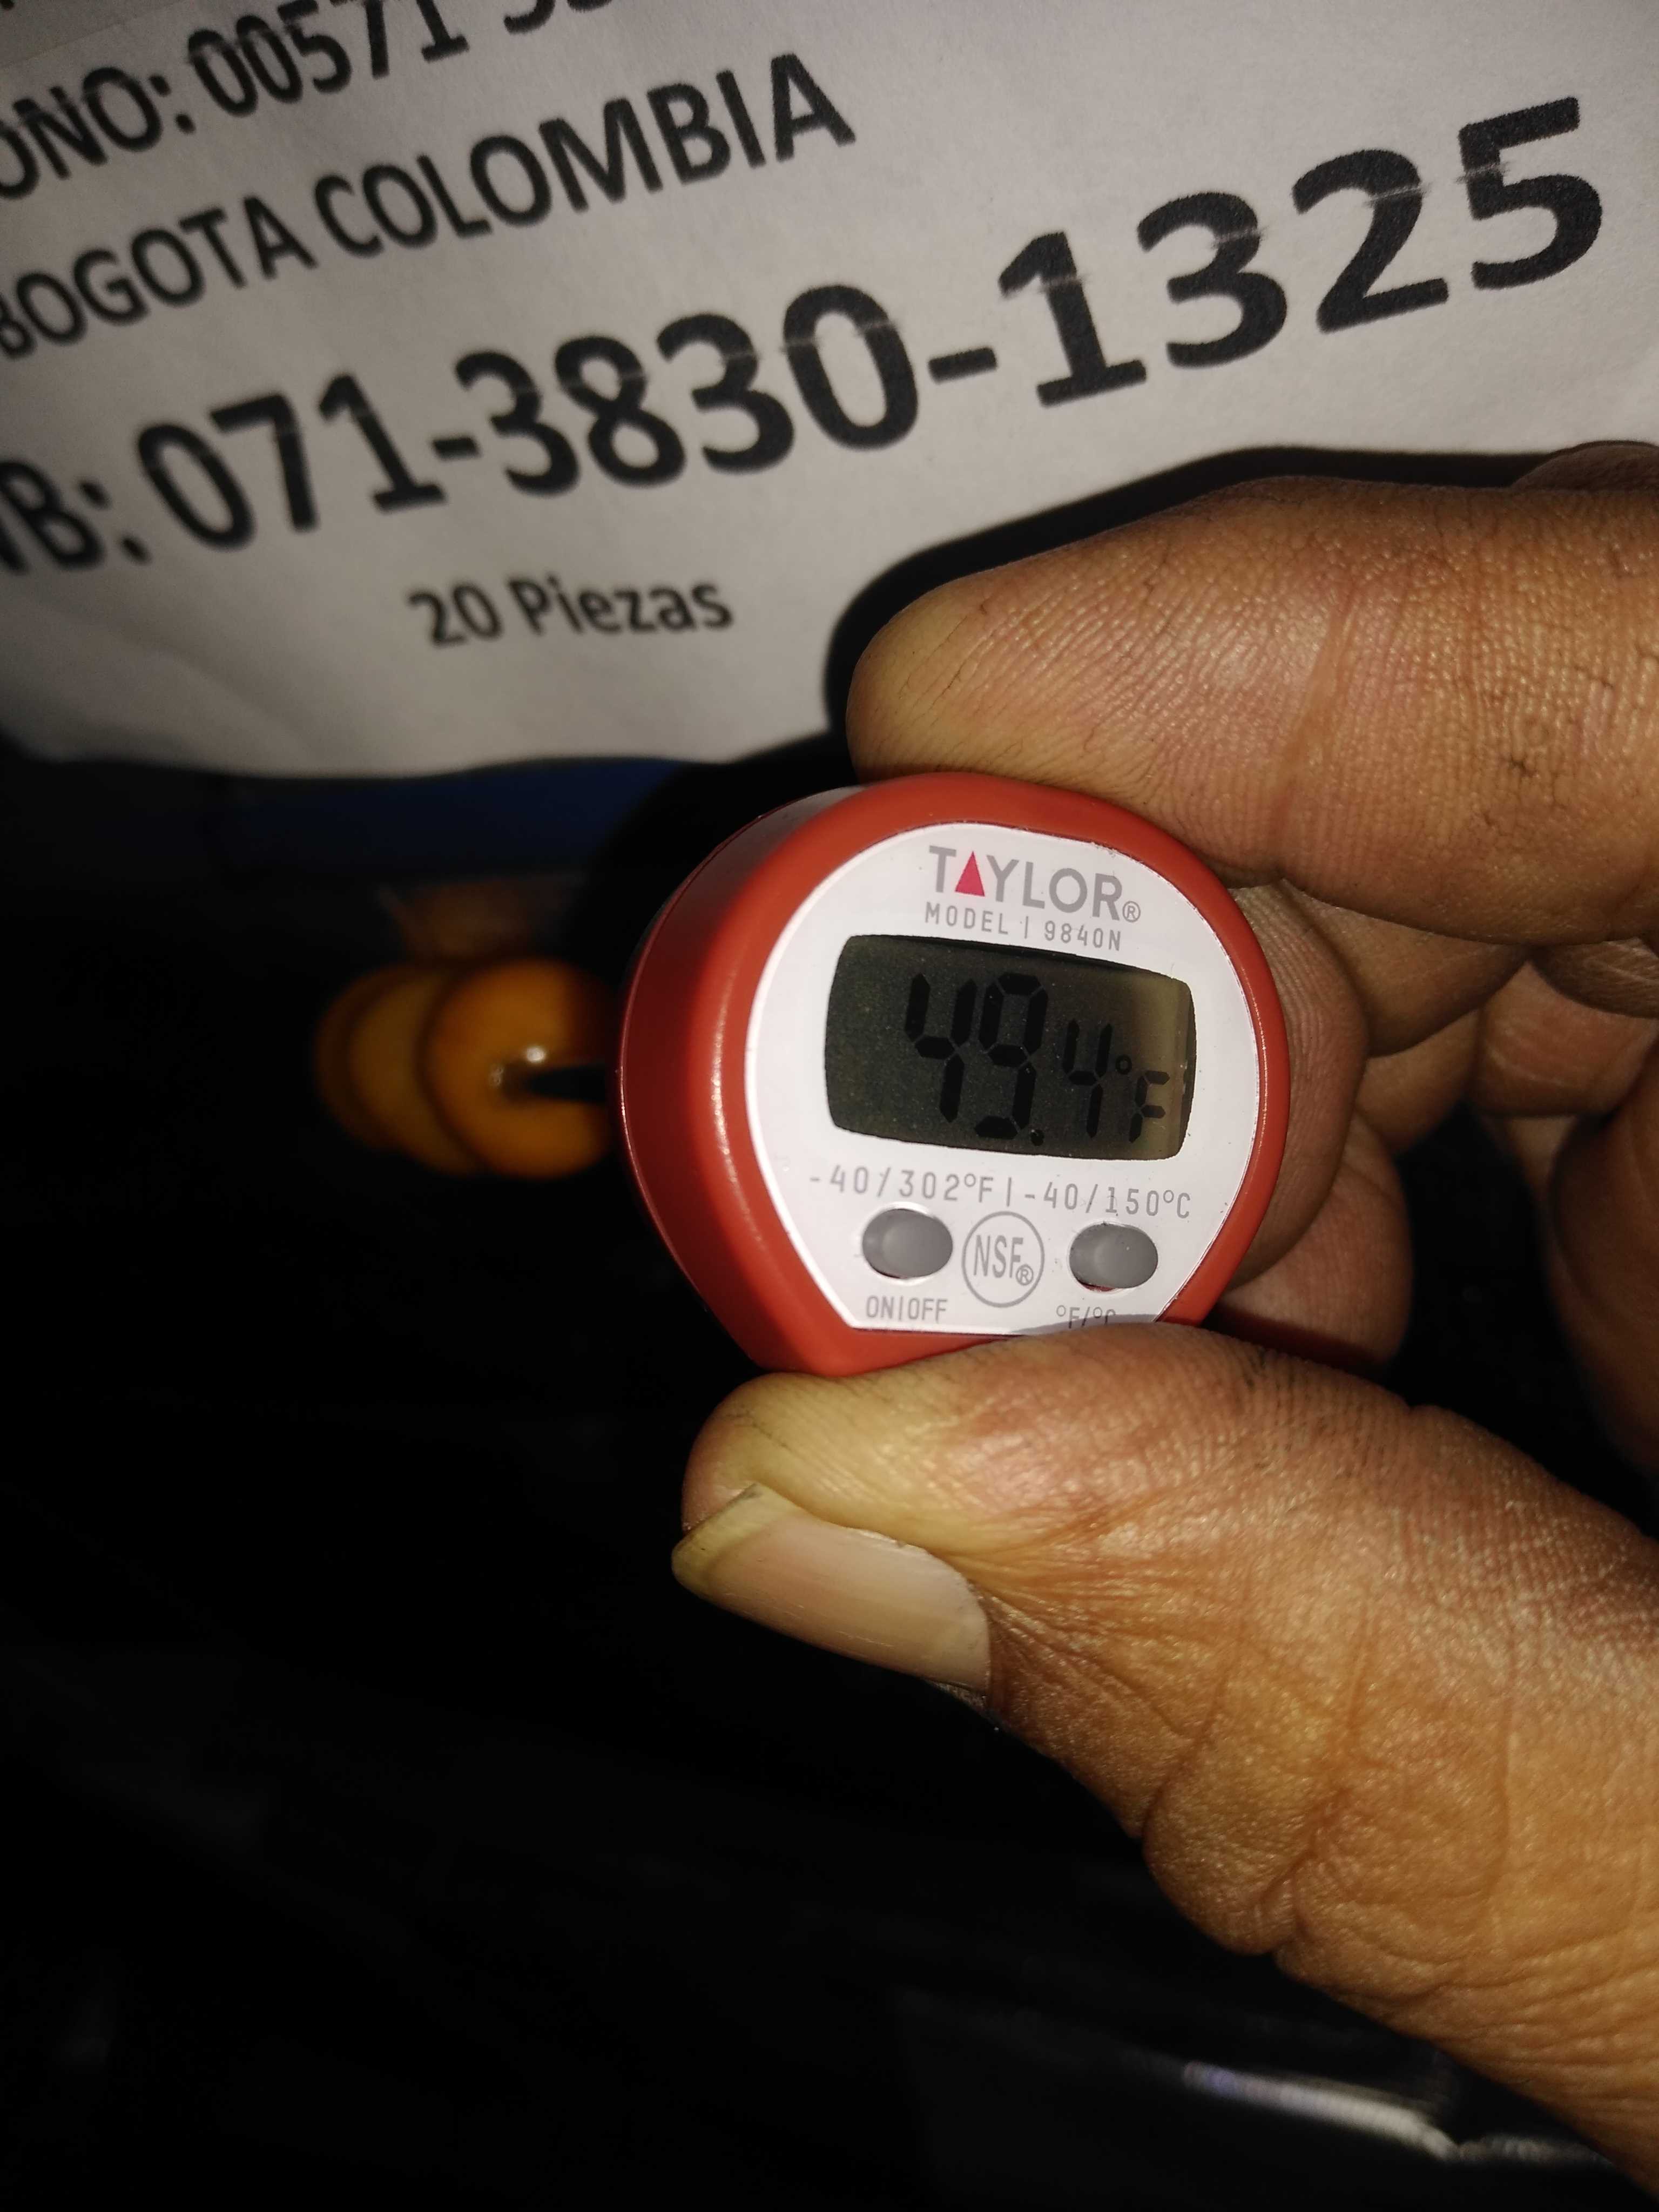 ONO: 00571
BOGOTA COLOMBIA
B: 071-3830-1325
20 Piezas
TAYLOR®
MODEL | 9840N
49.4°F
-40/302°F | -40/150°C
NSF®
ON|OFF
°F/°C